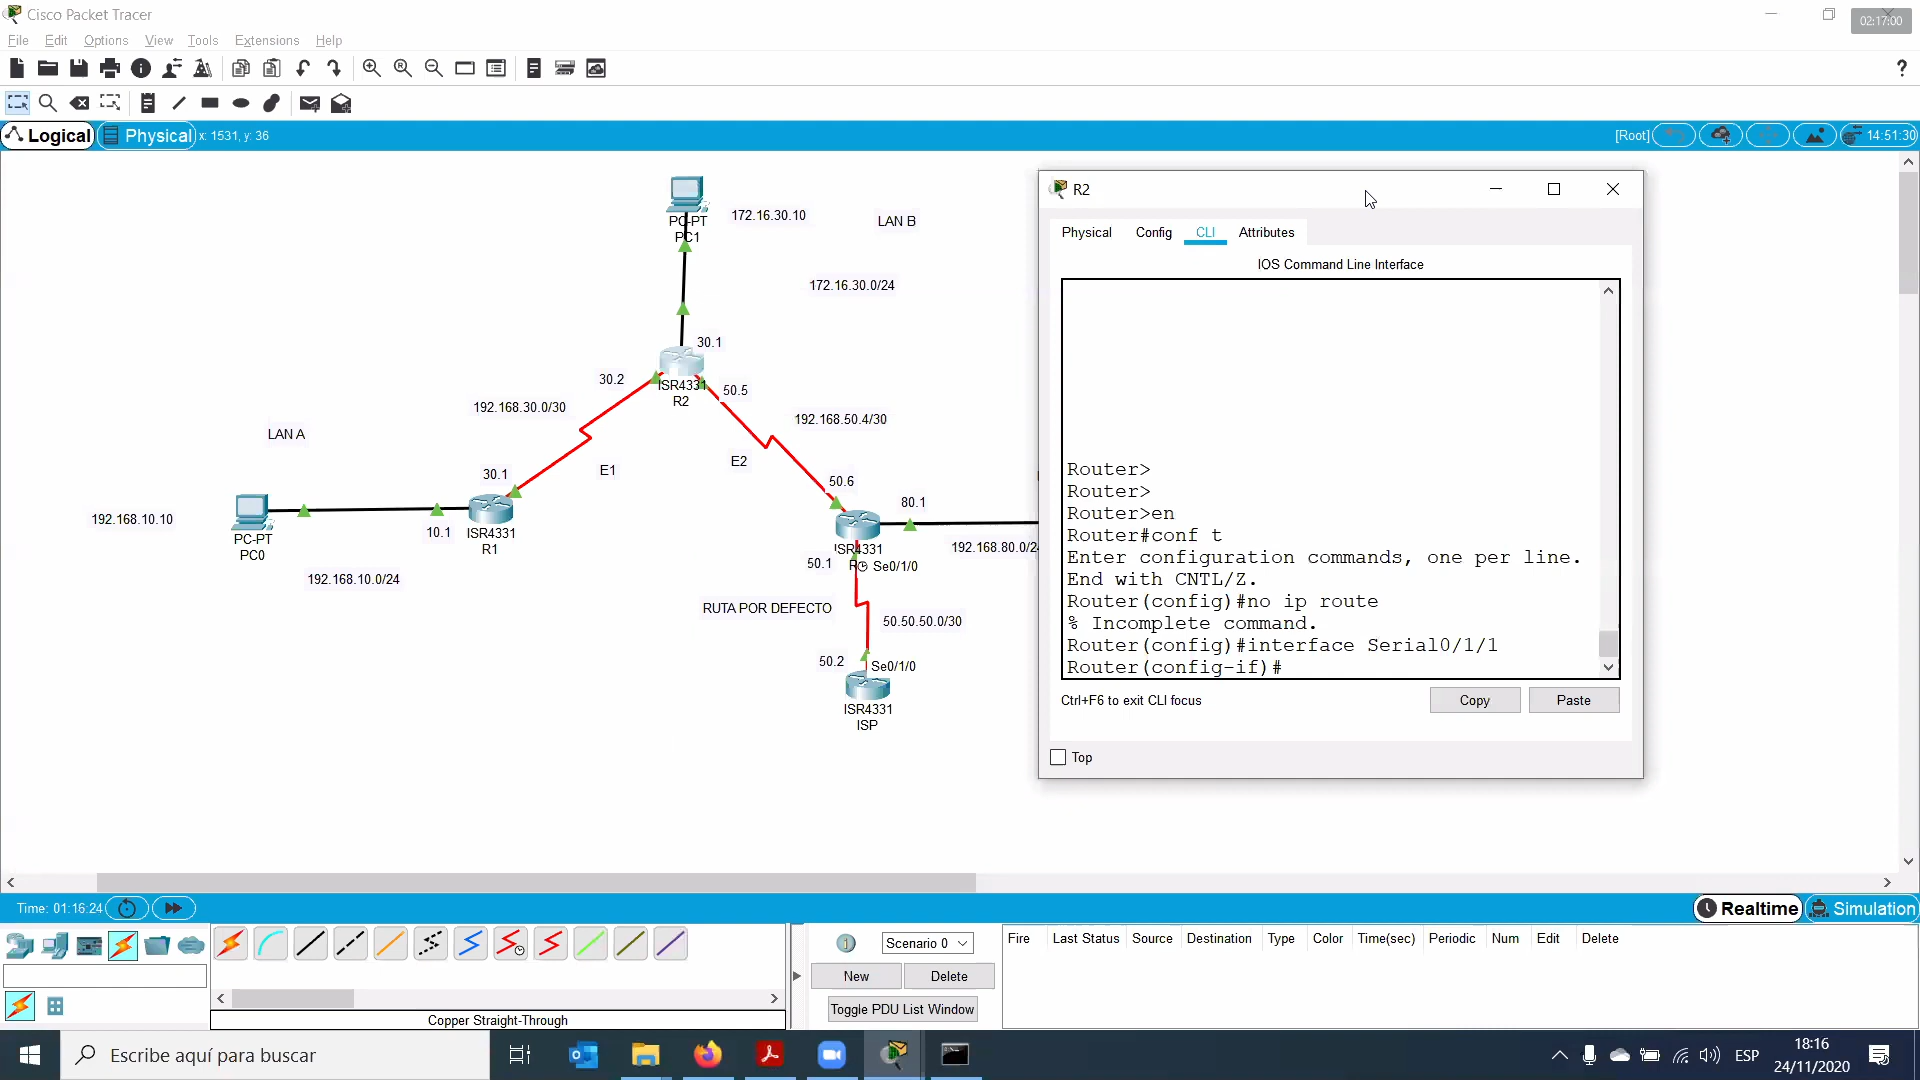 Cisco Packet Tracer
02:17:00
File Edit Options View Tools Extensions Help
?
Logical Physical x: 1531, y: 36 [Root] 14:51:30
PC-PT
PC1
172.16.30.10
LAN B
172.16.30.0/24
30.1
30.2
ISR4331
R2
50.5
192.168.30.0/30
192.168.50.4/30
LAN A
E1
E2
30.1
50.6
80.1
192.168.10.10
PC-PT
PC0
10.1
ISR4331
R1
ISR4331
192.168.80.0/24
50.1
Se0/1/0
192.168.10.0/24
RUTA POR DEFECTO
50.50.50.0/30
50.2
Se0/1/0
ISR4331
ISP
R2
Physical Config CLI Attributes
IOS Command Line Interface
Router>
Router>
Router>en
Router#conf t
Enter configuration commands, one per line.
End with CNTL/Z.
Router(config)#no ip route
% Incomplete command.
Router(config)#interface Serial0/1/1
Router(config-if)#
Ctrl+F6 to exit CLI focus
Copy Paste
Top
Time: 01:16:24
Realtime Simulation
1 Scenario 0
New Delete
Toggle PDU List Window
Fire Last Status Source Destination Type Color Time(sec) Periodic Num Edit Delete
Copper Straight-Through
Escribe aquí para buscar
ESP
18:16
24/11/2020